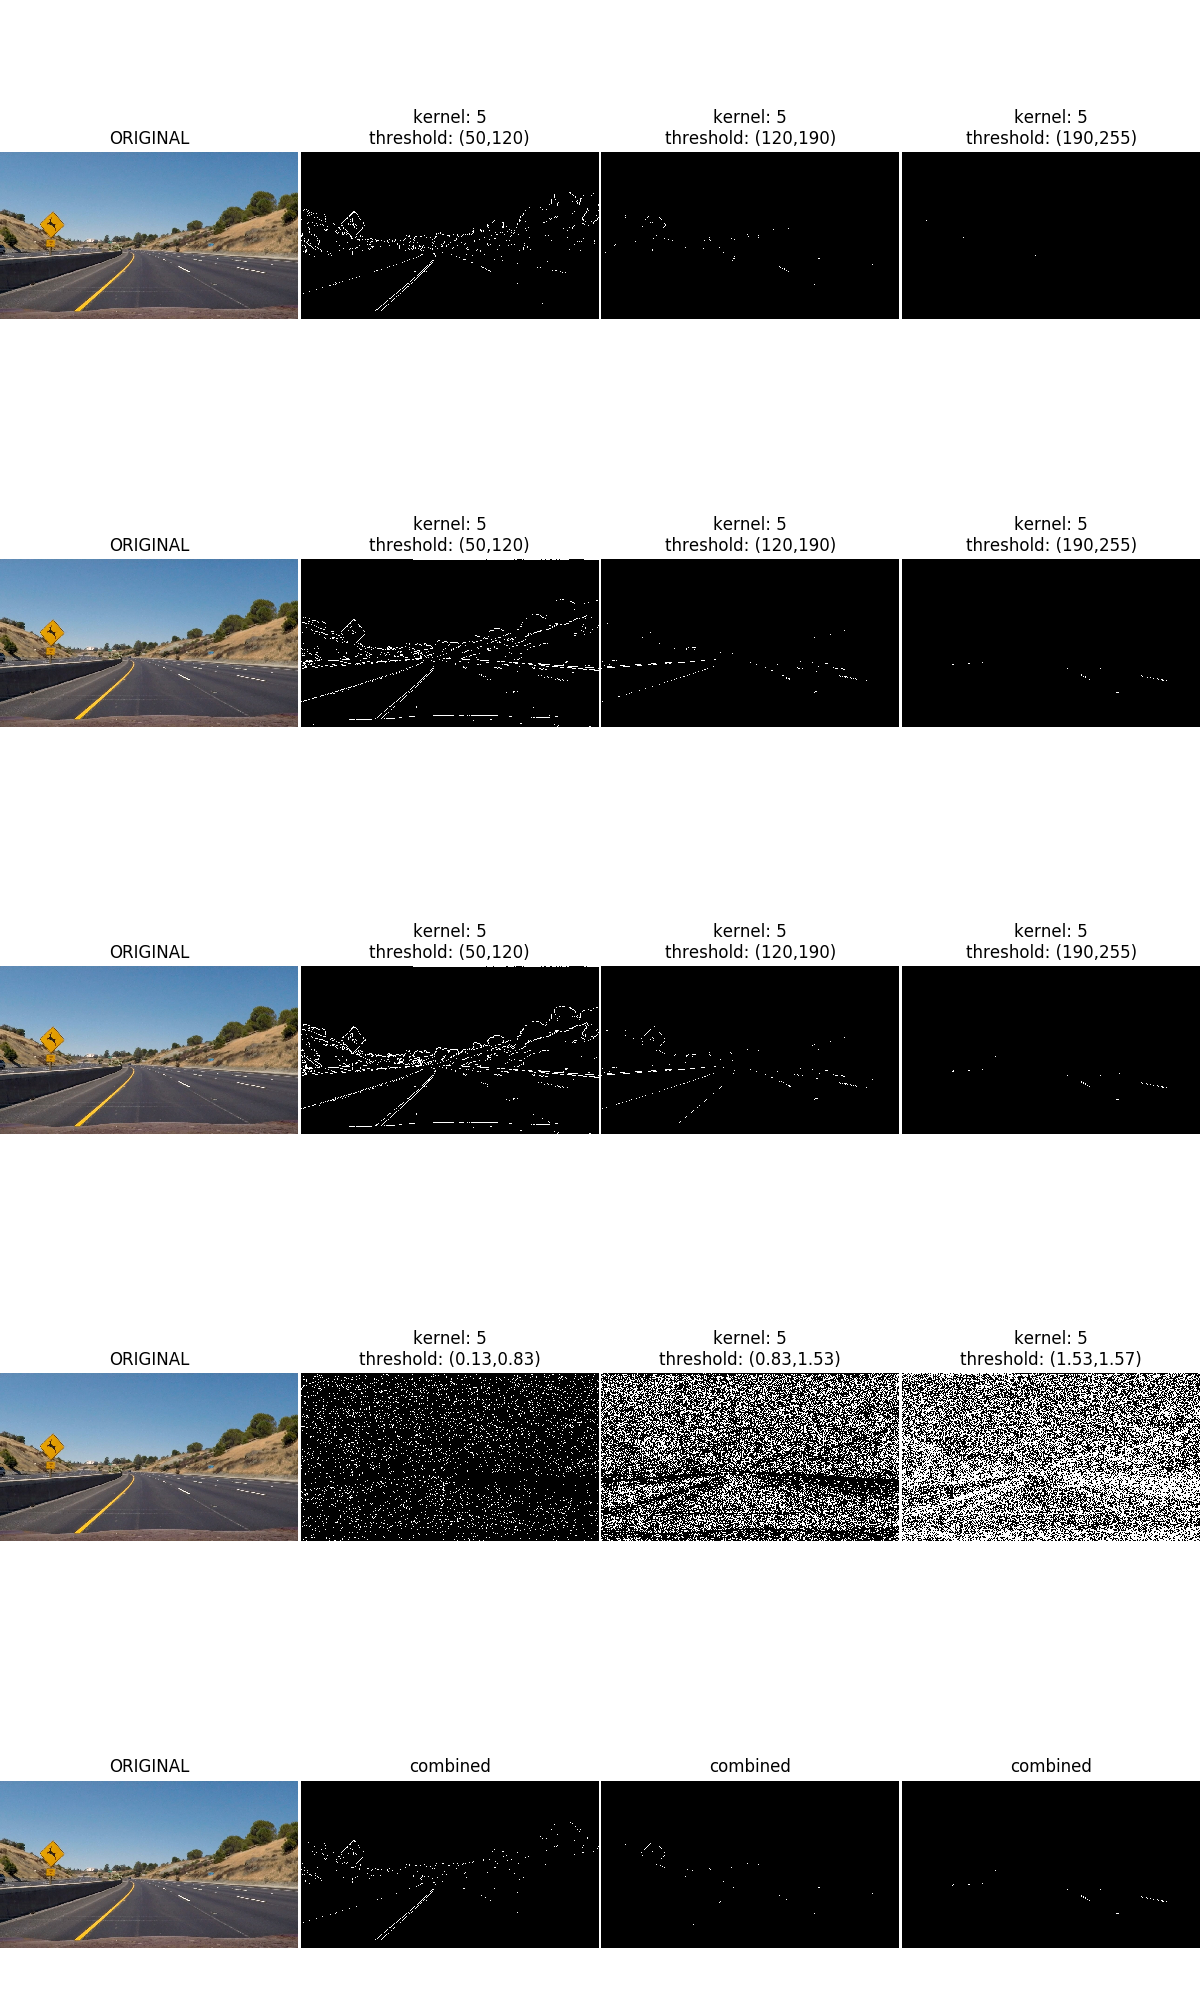 ORIGINAL
kernel: 5
threshold: (50,120)
kernel: 5
threshold: (120,190)
kernel: 5
threshold: (190,255)
ORIGINAL
kernel: 5
threshold: (50,120)
kernel: 5
threshold: (120,190)
kernel: 5
threshold: (190,255)
ORIGINAL
kernel: 5
threshold: (50,120)
kernel: 5
threshold: (120,190)
kernel: 5
threshold: (190,255)
ORIGINAL
kernel: 5
threshold: (0.13,0.83)
kernel: 5
threshold: (0.83,1.53)
kernel: 5
threshold: (1.53,1.57)
ORIGINAL
combined
combined
combined